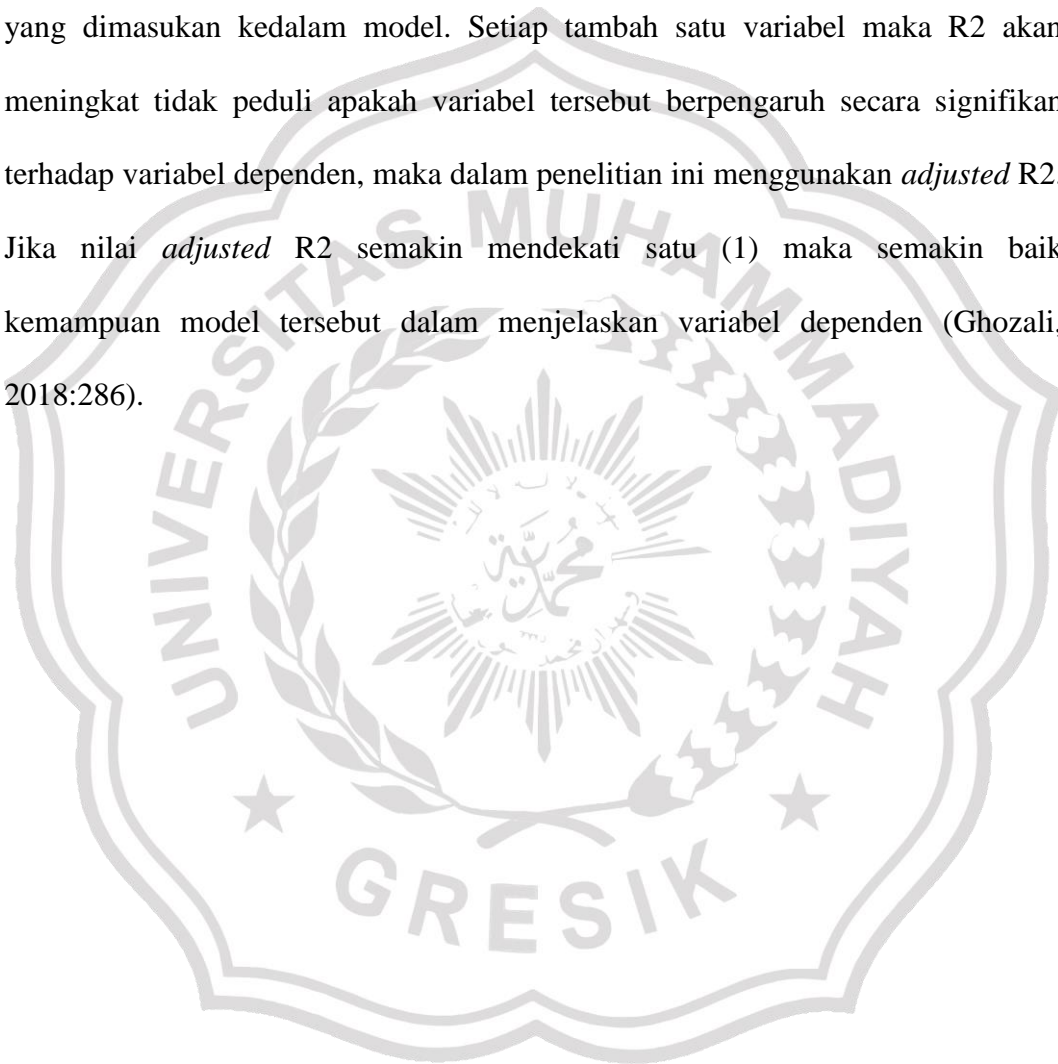 yang dimasukan kedalam model. Setiap tambah satu variabel maka R2 akan
meningkat tidak peduli apakah variabel tersebut berpengaruh secara signifikan
terhadap variabel dependen, maka dalam penelitian ini menggunakan adjusted R2.
Jika nilai adjusted R2 semakin mendekati satu (1) maka semakin baik
kemampuan model tersebut dalam menjelaskan variabel dependen (Ghozali,
2018:286).
UNIVERSITAS MUHAMMADIYAH
GRESIK